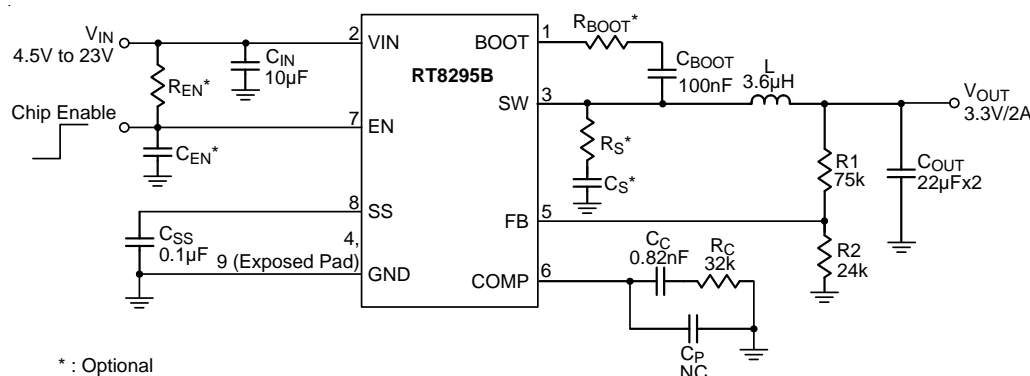 VIN
4.5V to 23V
REN*
CIN
10µF
Chip Enable
CEN*
2
VIN
7
EN
8
SS
CSS
0.1µF
4,
9 (Exposed Pad)
GND
RT8295B
BOOT
1
RBOOT*
CBOOT
100nF
SW
3
L
3.6µH
RS*
CS*
VOUT
3.3V/2A
R1
75k
COUT
22µFx2
FB
5
R2
24k
COMP
6
CC
0.82nF
RC
32k
CP
NC
* : Optional